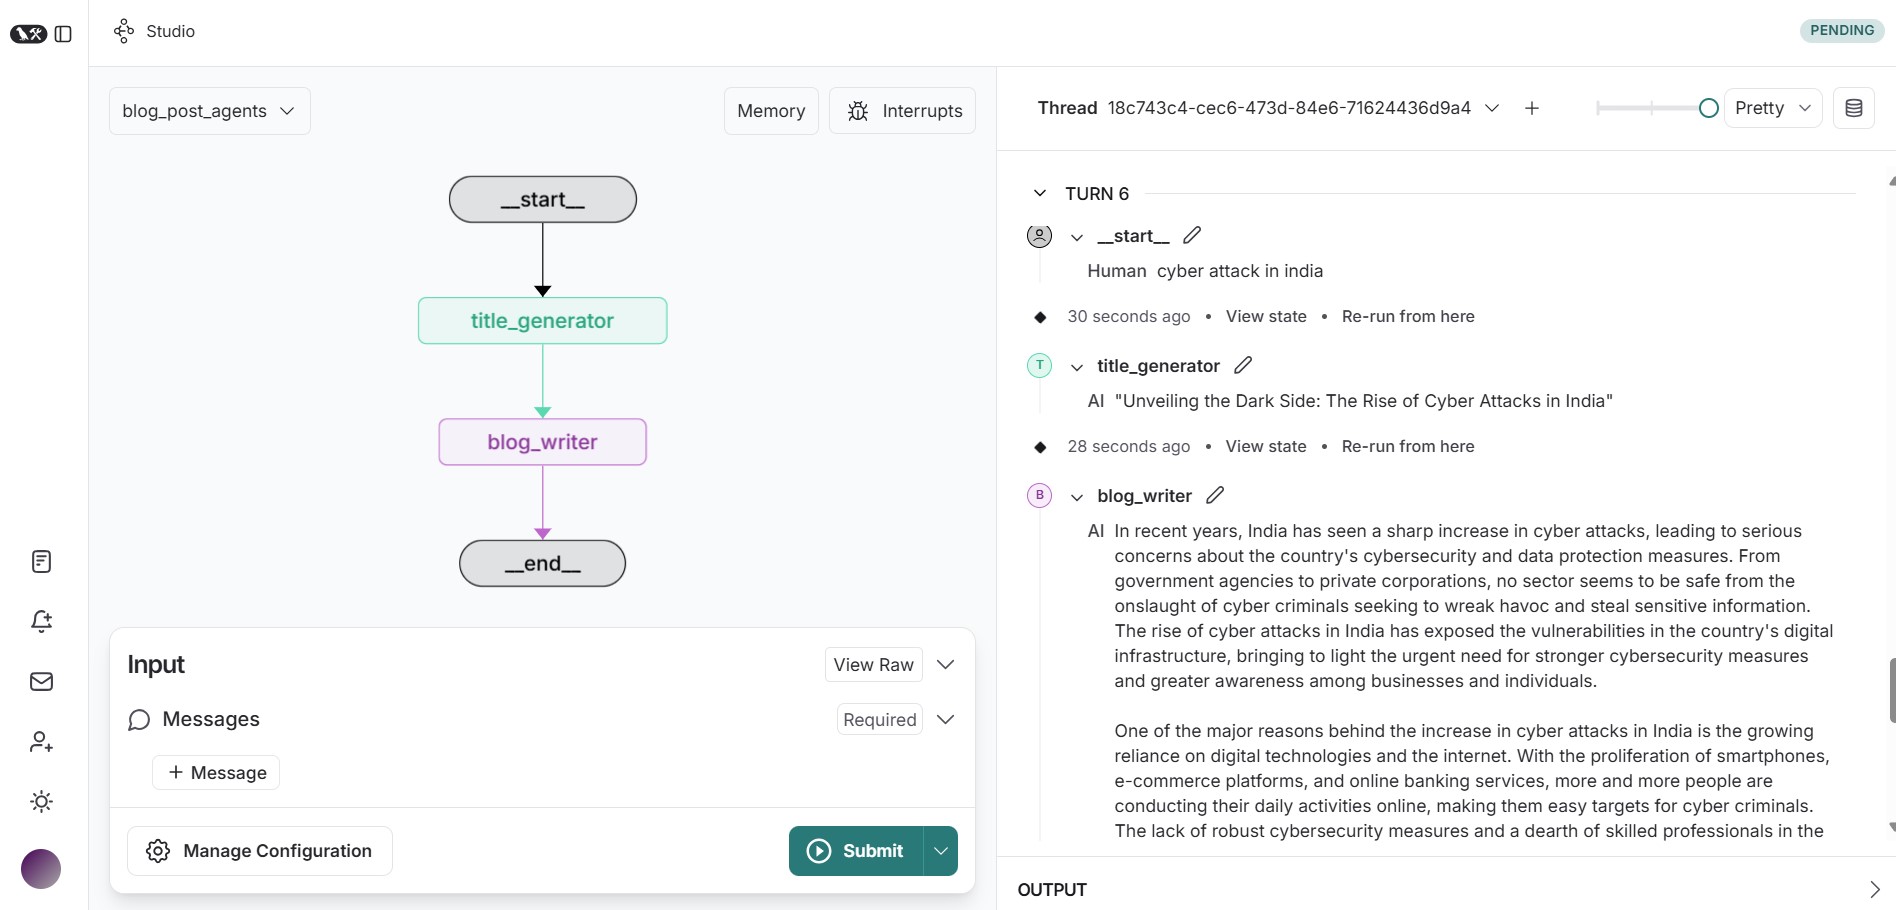 Studio
PENDING
blog_post_agents
Memory
Interrupts
__start__
title_generator
blog_writer
__end__
Input
View Raw
Messages
Required
+ Message
Manage Configuration
Submit
Thread 18c743c4-cec6-473d-84e6-71624436d9a4
Pretty
TURN 6
__start__
Human cyber attack in india
30 seconds ago • View state • Re-run from here
T title_generator
AI "Unveiling the Dark Side: The Rise of Cyber Attacks in India"
28 seconds ago • View state • Re-run from here
B blog_writer
AI In recent years, India has seen a sharp increase in cyber attacks, leading to serious
concerns about the country's cybersecurity and data protection measures. From
government agencies to private corporations, no sector seems to be safe from the
onslaught of cyber criminals seeking to wreak havoc and steal sensitive information.
The rise of cyber attacks in India has exposed the vulnerabilities in the country's digital
infrastructure, bringing to light the urgent need for stronger cybersecurity measures
and greater awareness among businesses and individuals.
One of the major reasons behind the increase in cyber attacks in India is the growing
reliance on digital technologies and the internet. With the proliferation of smartphones,
e-commerce platforms, and online banking services, more and more people are
conducting their daily activities online, making them easy targets for cyber criminals.
The lack of robust cybersecurity measures and a dearth of skilled professionals in the
OUTPUT